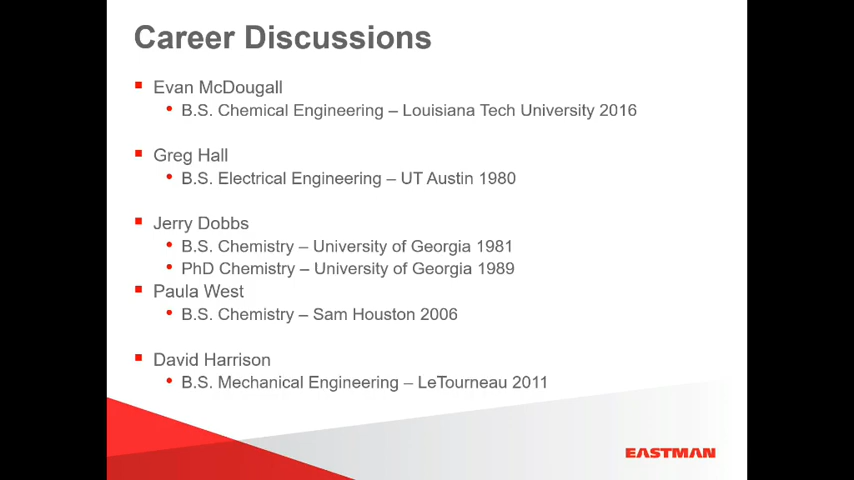 Career Discussions
Evan McDougall
B.S. Chemical Engineering – Louisiana Tech University 2016
Greg Hall
B.S. Electrical Engineering – UT Austin 1980
Jerry Dobbs
B.S. Chemistry – University of Georgia 1981
PhD Chemistry – University of Georgia 1989
Paula West
B.S. Chemistry – Sam Houston 2006
David Harrison
B.S. Mechanical Engineering – LeTourneau 2011
EASTMAN